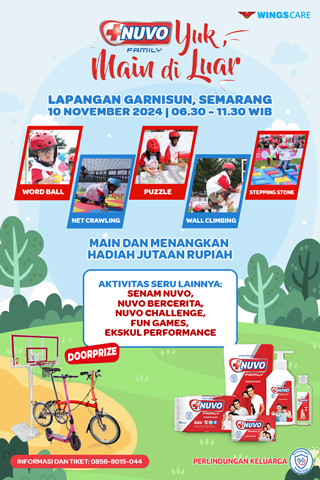 WINGSCARE
NUVO
FAMILY
Yuk,
Main di Luar
LAPANGAN GARNISUN, SEMARANG
10 NOVEMBER 2024 | 06.30 - 11.30 WIB
WORD BALL
NET CRAWLING
PUZZLE
WALL CLIMBING
STEPPING STONE
MAIN DAN MENANGKAN
HADIAH JUTAAN RUPIAH
AKTIVITAS SERU LAINNYA:
SENAM NUVO,
NUVO BERCERITA,
NUVO CHALLENGE,
FUN GAMES,
EKSKUL PERFORMANCE
DOORPRIZE
NUVO
FAMILY
NUVO
NUVO
FAMILY
NUVO
INFORMASI DAN TIKET: 0856-8015-044
PERLINDUNGAN KELUARGA